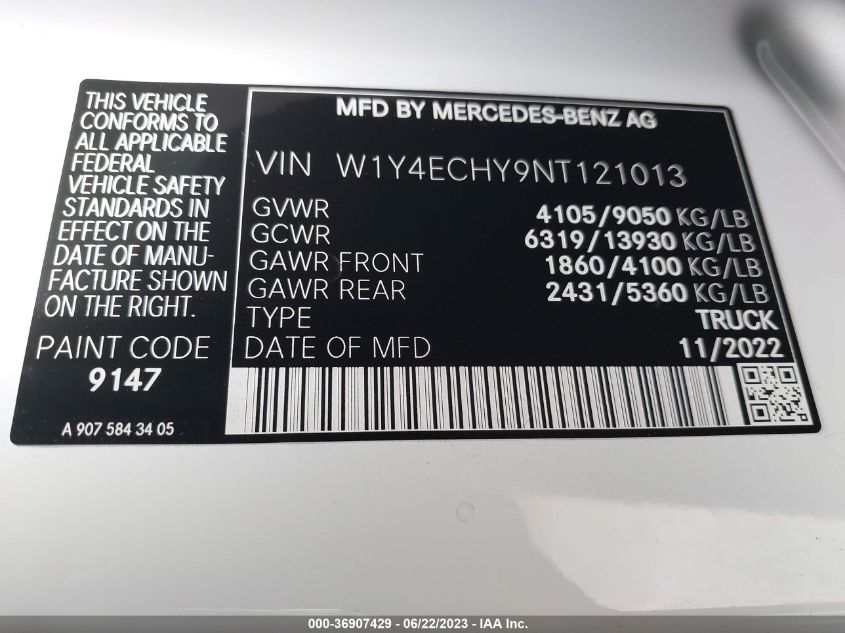 THIS VEHICLE
CONFORMS TO
ALL APPLICABLE
FEDERAL
VEHICLE SAFETY
STANDARDS IN
EFFECT ON THE
DATE OF MANU-
FACTURE SHOWN
ON THE RIGHT.
PAINT CODE
9147
A 907 584 34 05
MFD BY MERCEDES-BENZ AG
VIN W1Y4ECHY9NT121013
GVWR 4105/9050 KG/LB
GCWR 6319/13930 KG/LB
GAWR FRONT 1860/4100 KG/LB
GAWR REAR 2431/5360 KG/LB
TYPE TRUCK
DATE OF MFD 11/2022
000-36907429 - 06/22/2023 - IAA Inc.